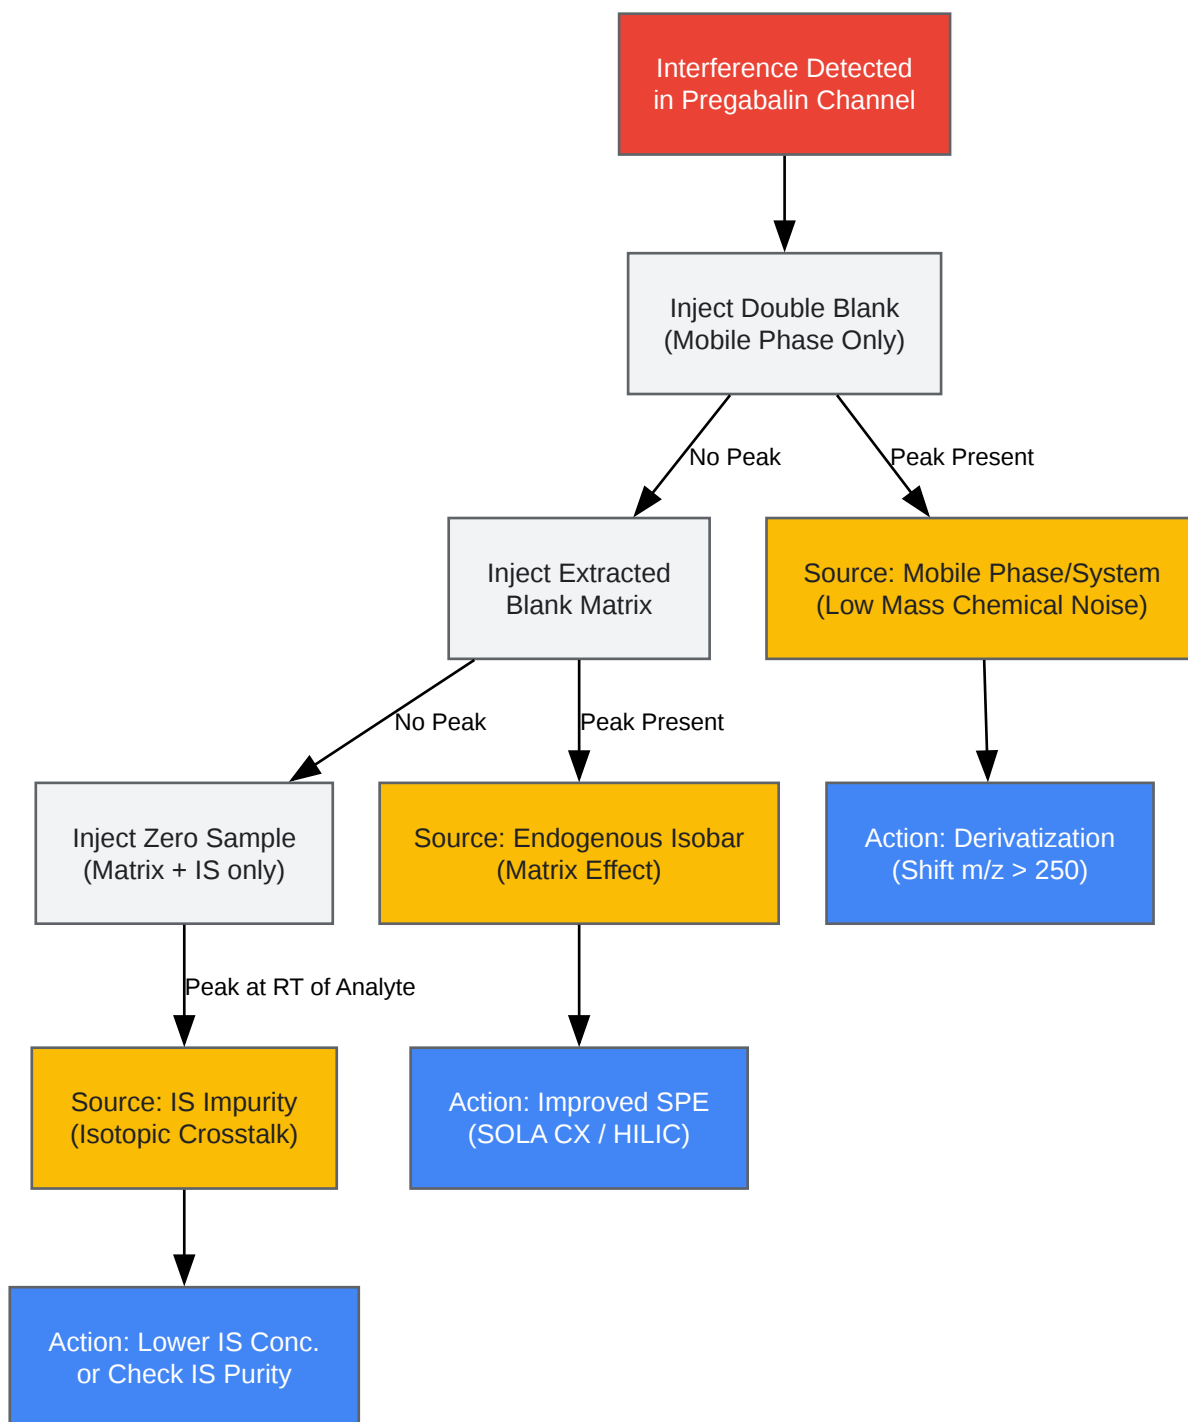 Interference Detected
in Pregabalin Channel
Inject Double Blank
(Mobile Phase Only)
No Peak
Peak Present
Inject Extracted
Blank Matrix
Source: Mobile Phase/System
(Low Mass Chemical Noise)
No Peak
Peak Present
Inject Zero Sample
(Matrix + IS only)
Source: Endogenous Isobar
(Matrix Effect)
Action: Derivatization
(Shift m/z > 250)
Peak at RT of Analyte
Source: IS Impurity
(Isotopic Crosstalk)
Action: Improved SPE
(SOLA CX / HILIC)
Action: Lower IS Conc.
or Check IS Purity